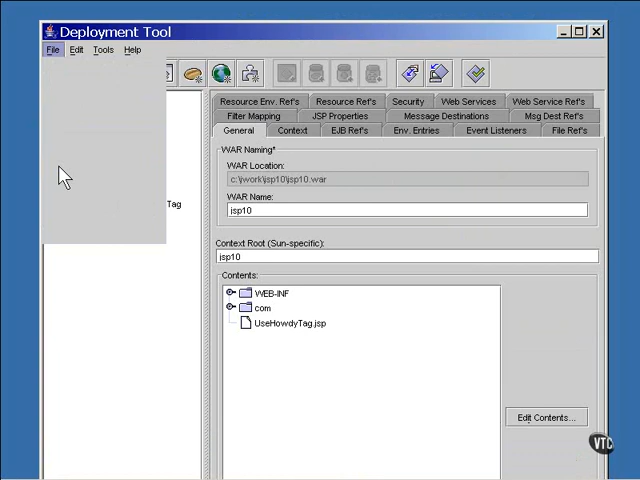 Deployment Tool
File Edit Tools Help
Resource Env. Ref's Resource Ref's Security Web Services Web Service Ref's
Filter Mapping JSP Properties Message Destinations Msg Dest Ref's
General Context EJB Ref's Env. Entries Event Listeners File Ref's
WAR Naming*
WAR Location:
c:\jwork\jsp10\jsp10.war
Tag
WAR Name:
jsp10
Context Root (Sun-specific):
jsp10
Contents:
WEB-INF
com
UseHowdyTag.jsp
Edit Contents...
VTC